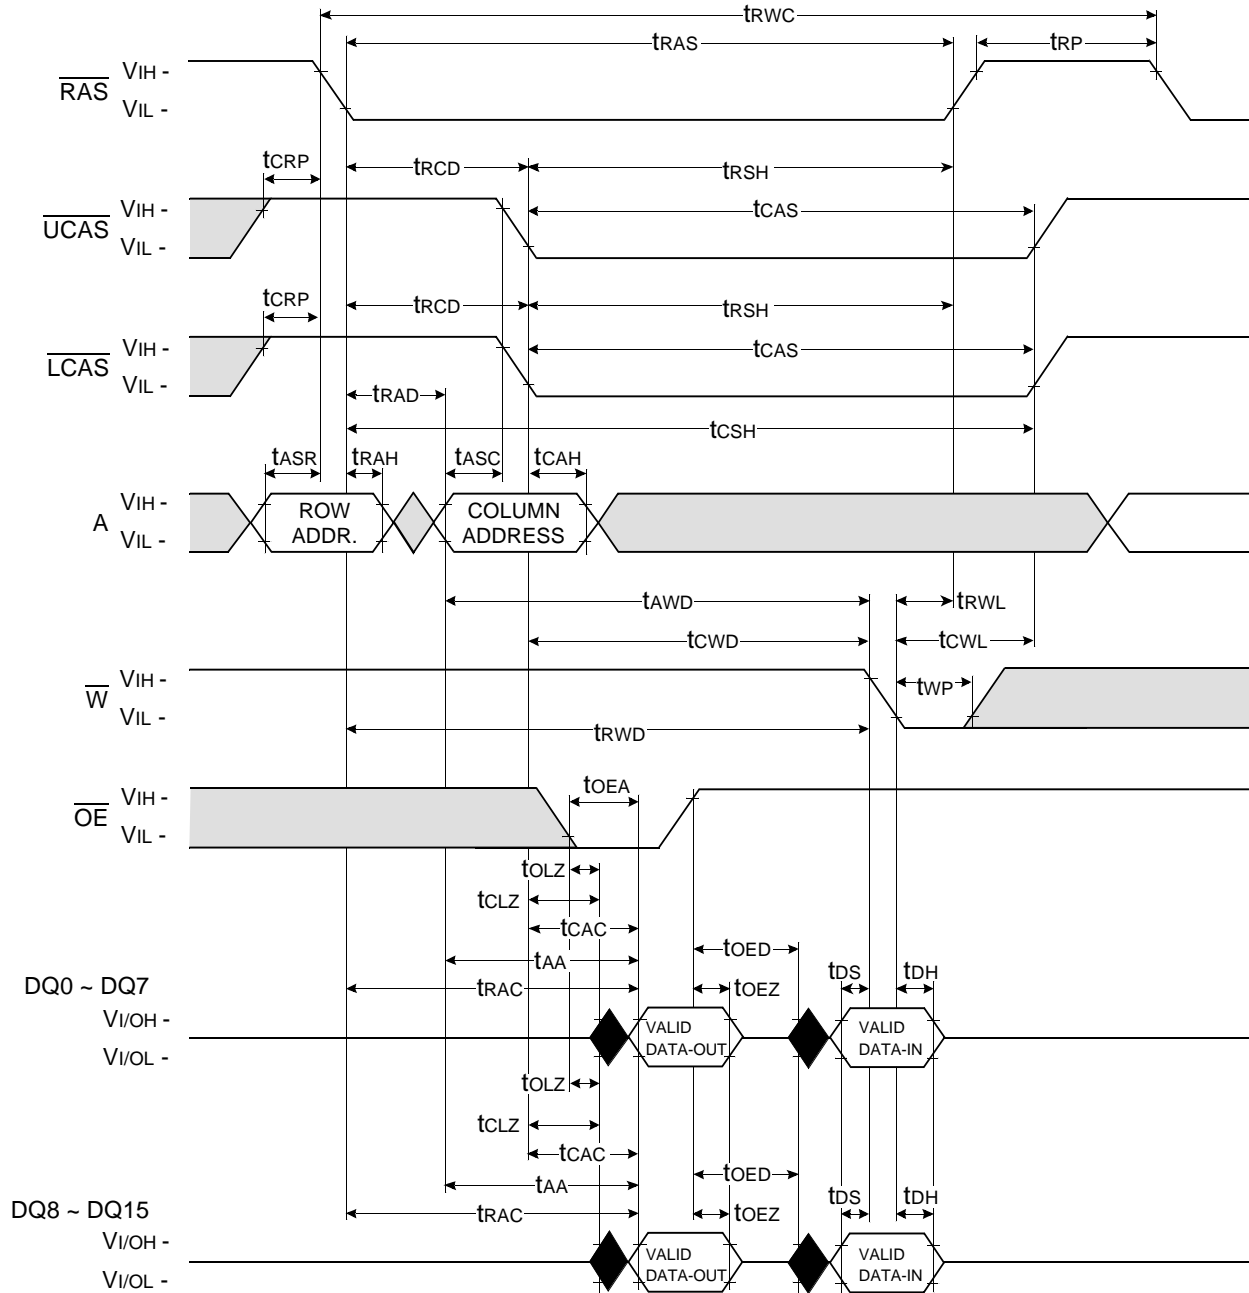 tRWC
tRAS tRP
RAS VIH -
VIL -
tCRP tRCD tRSH
UCAS VIH - tCAS
VIL -
tCRP tRCD tRSH
LCAS VIH - tCAS
VIL - tRAD
tCSH
tASR tRAH tASC tCAH
A VIH - ROW COLUMN
VIL - ADDR. ADDRESS
tAWD tRWL
tCWD tCWL
W VIH - tWP
VIL -
tRWD
OE VIH - tOEA
VIL -
tOLZ
tCLZ
tCAC tOED
tAA tDS tDH
DQ0 ~ DQ7 tRAC tOEZ
VI/OH - VALID VALID
VI/OL - DATA-OUT DATA-IN
tOLZ
tCLZ
tCAC tOED
tAA tDS tDH
DQ8 ~ DQ15 tRAC tOEZ
VI/OH - VALID VALID
VI/OL - DATA-OUT DATA-IN